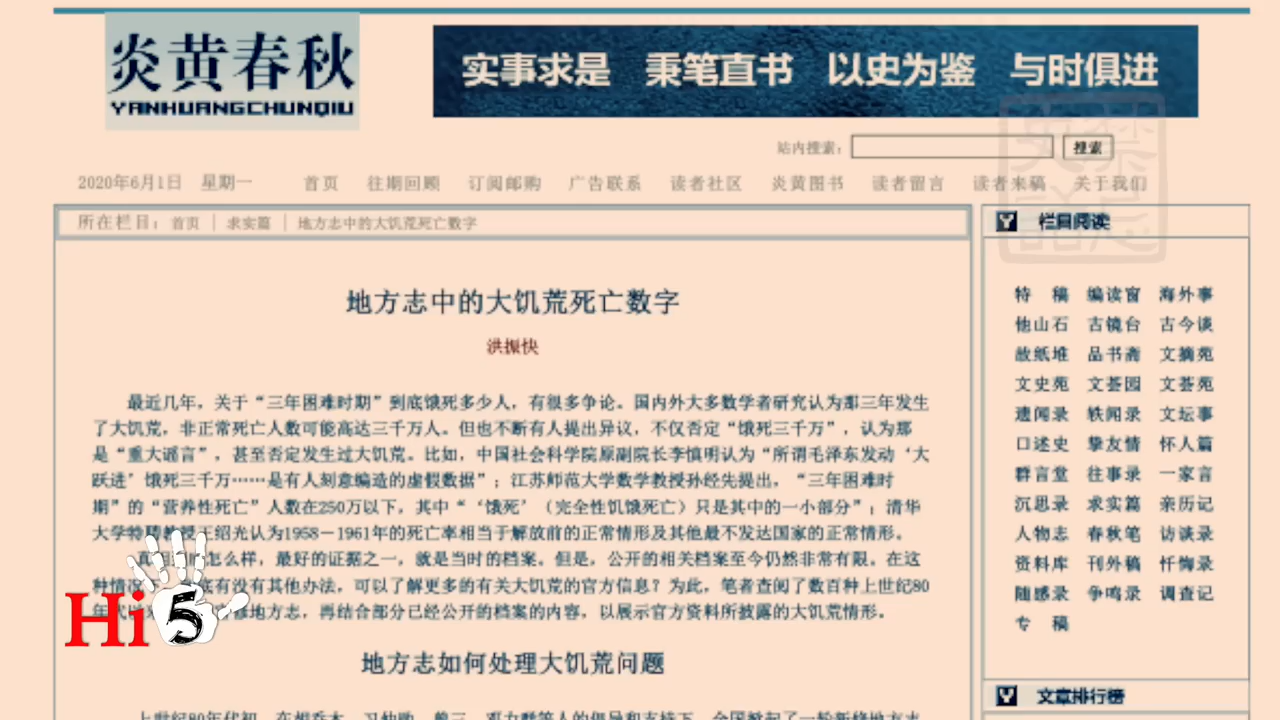 炎黄春秋
YANHUANGCHUNQIU
实事求是 秉笔直书 以史为鉴 与时俱进
站内搜索: 搜索
2020年6月1日 星期一 首页 往期回顾 订阅邮购 广告联系 读者社区 炎黄图书 读者留言 读者来稿 关于我们
所在栏目: 首页 | 求实篇 | 地方志中的大饥荒死亡数字
地方志中的大饥荒死亡数字
洪振快
最近几年，关于“三年困难时期”到底饿死多少人，有很多争论。国内外大多数学者研究认为那三年发生
了大饥荒，非正常死亡人数可能高达三千万人。但也不断有人提出异议，不仅否定“饿死三千万”，认为那
是“重大谣言”，甚至否定发生过大饥荒。比如，中国社会科学院原副院长李慎明认为“所谓毛泽东发动‘大
跃进’饿死三千万……是有人刻意编造的虚假数据”；江苏师范大学数学教授孙经先提出，“三年困难时
期”的“营养性死亡”人数在250万以下，其中“‘饿死’（完全性饥饿死亡）只是其中的一小部分”；清华
大学特聘教授王绍光认为1958－1961年的死亡率相当于解放前的正常情形及其他最不发达国家的正常情形。
怎么样，最好的证据之一，就是当时的档案。但是，公开的相关档案至今仍然非常有限。在这
种情况 有没有其他办法，可以了解更多的有关大饥荒的官方信息？为此，笔者查阅了数百种上世纪80
修地方志，再结合部分已经公开的档案的内容，以展示官方资料所披露的大饥荒情形。
Hi 5
地方志如何处理大饥荒问题
栏目阅读
特 稿 编读窗 海外事
他山石 古镜台 古今谈
故纸堆 品书斋 文摘苑
文史苑 文荟园 文荟苑
遗闻录 轶闻录 文坛事
口述史 挚友情 怀人篇
群言堂 往事录 一家言
沉思录 求实篇 亲历记
人物志 春秋笔 访谈录
资料库 刊外稿 忏悔录
随感录 争鸣录 调查记
专 稿
文章排行榜